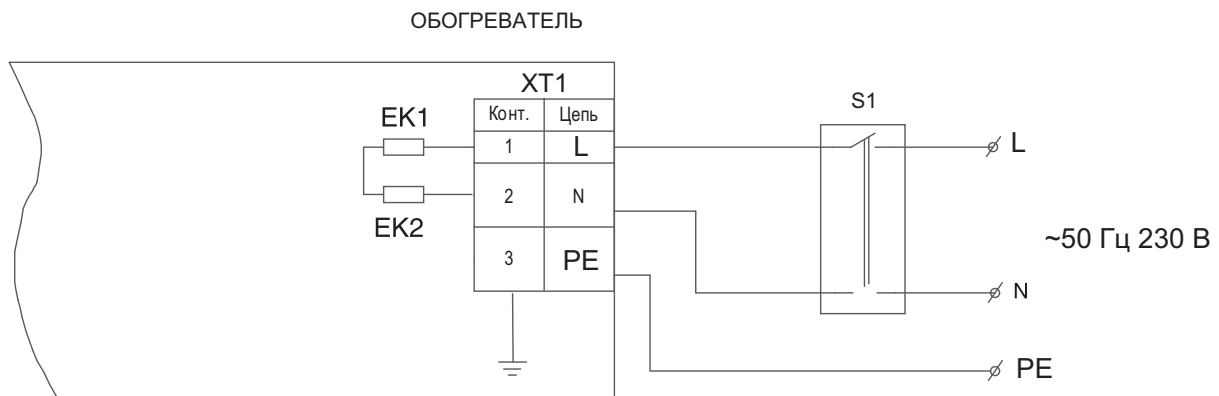 ОБОГРЕВАТЕЛЬ
XT1
Конт. Цепь
1 L
2 N
3 PE
EK1
EK2
S1
L
~50 Гц 230 В
N
PE